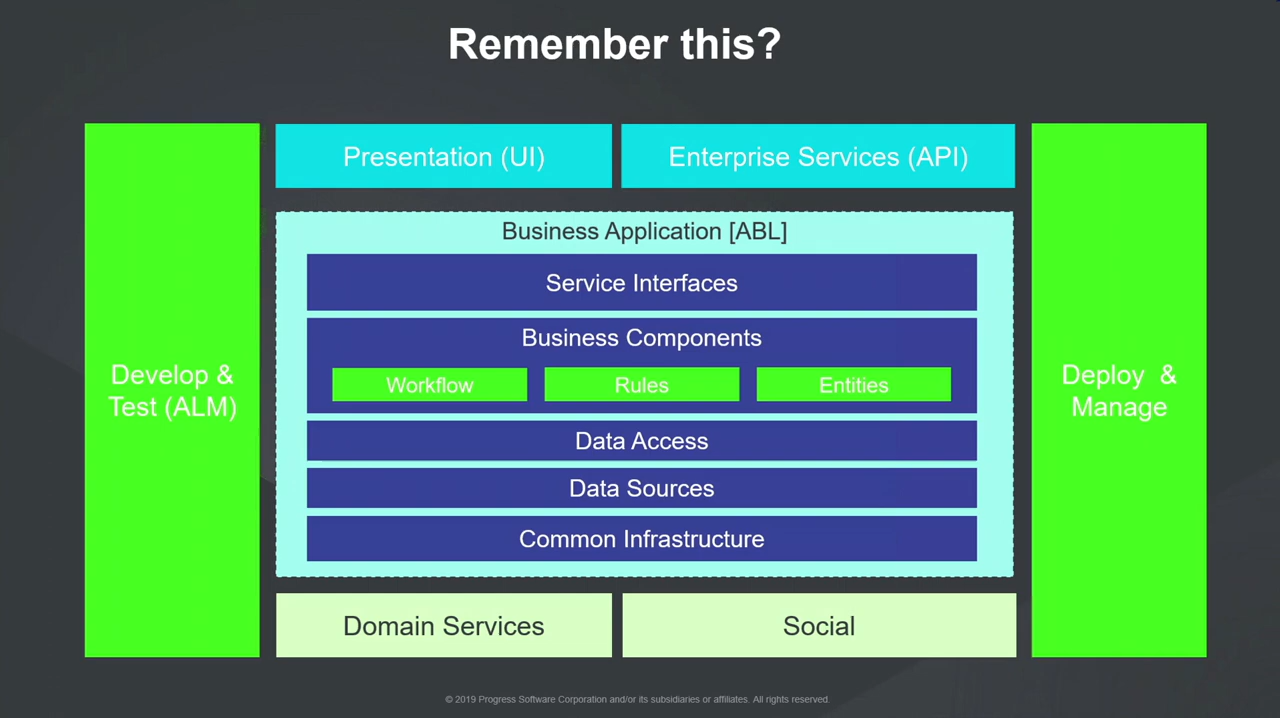 Remember this?
Presentation (UI)
Enterprise Services (API)
Business Application [ABL]
Service Interfaces
Business Components
Workflow
Rules
Entities
Develop &
Test (ALM)
Deploy &
Manage
Data Access
Data Sources
Common Infrastructure
Domain Services
Social
© 2019 Progress Software Corporation and/or its subsidiaries or affiliates. All rights reserved.